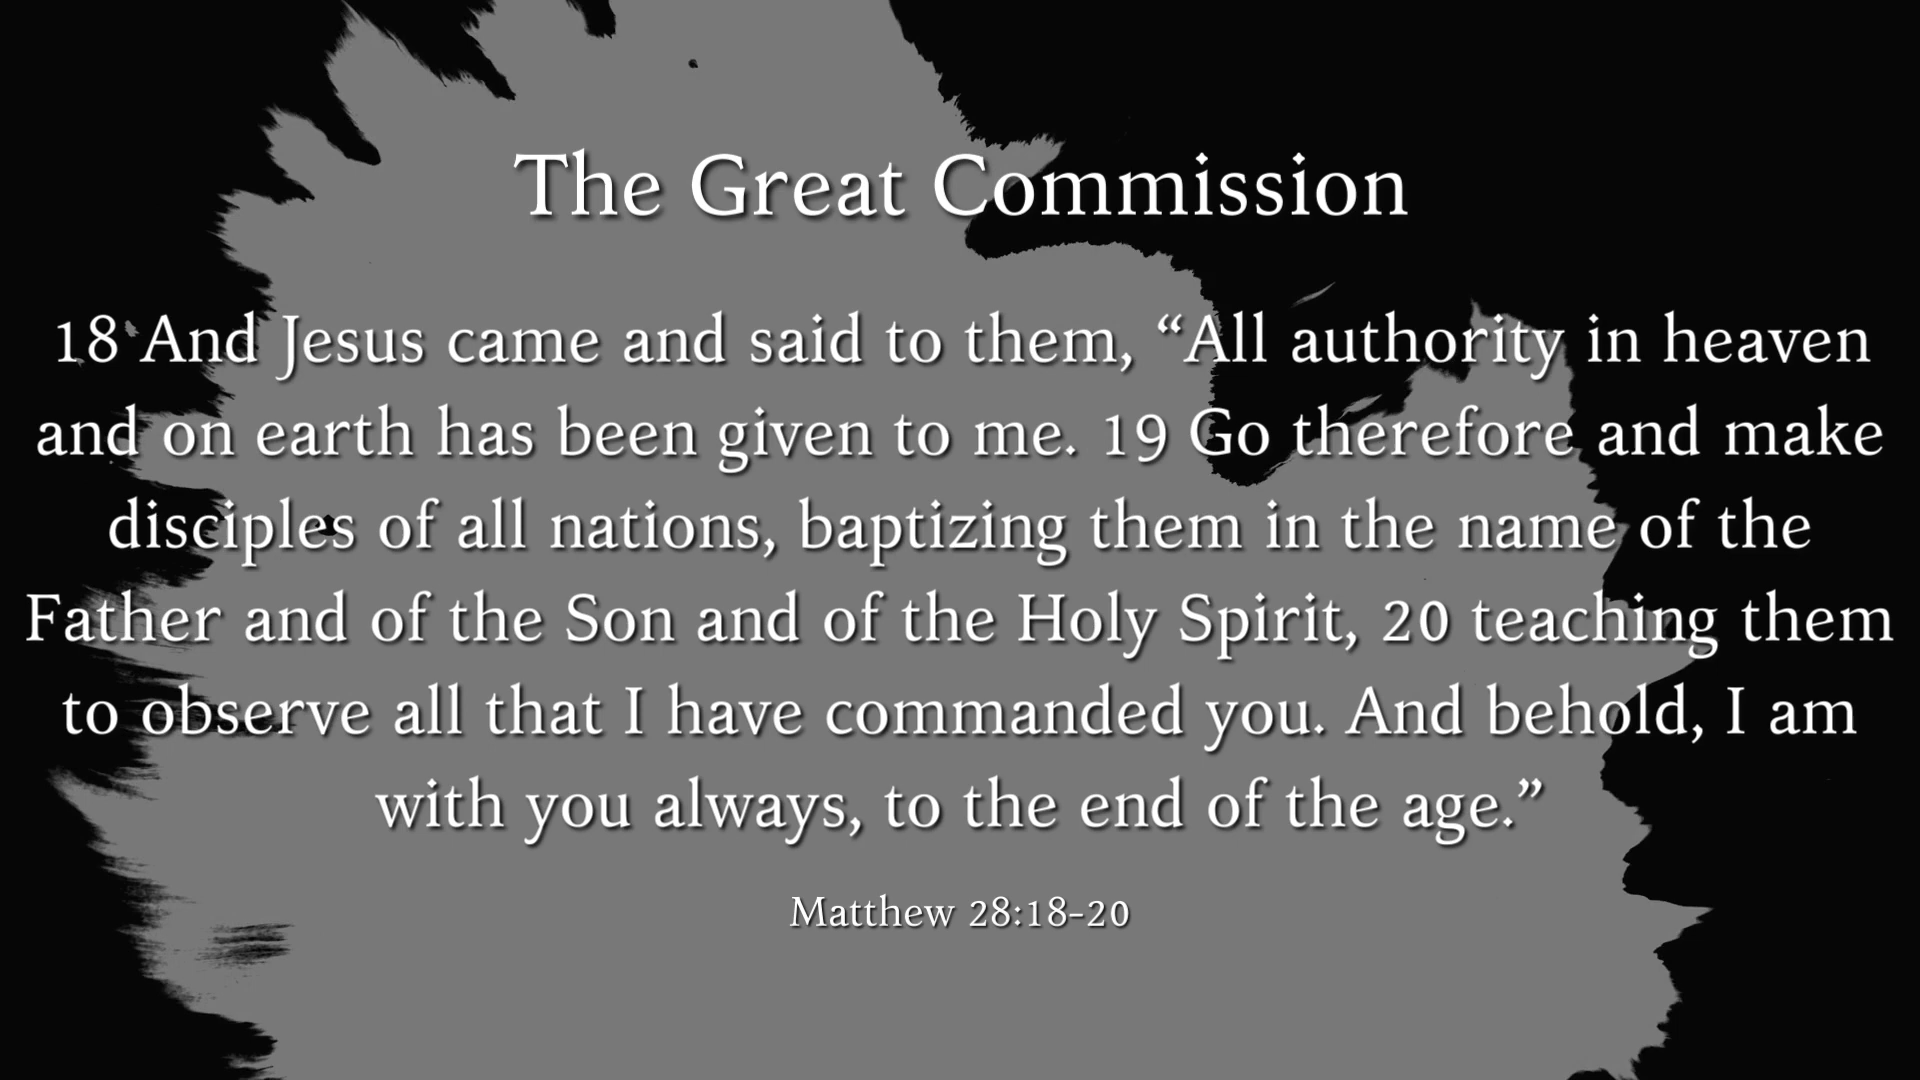 The Great Commission
18 And Jesus came and said to them, “All authority in heaven
and on earth has been given to me. 19 Go therefore and make
disciples of all nations, baptizing them in the name of the
Father and of the Son and of the Holy Spirit, 20 teaching them
to observe all that I have commanded you. And behold, I am
with you always, to the end of the age.”
Matthew 28:18-20